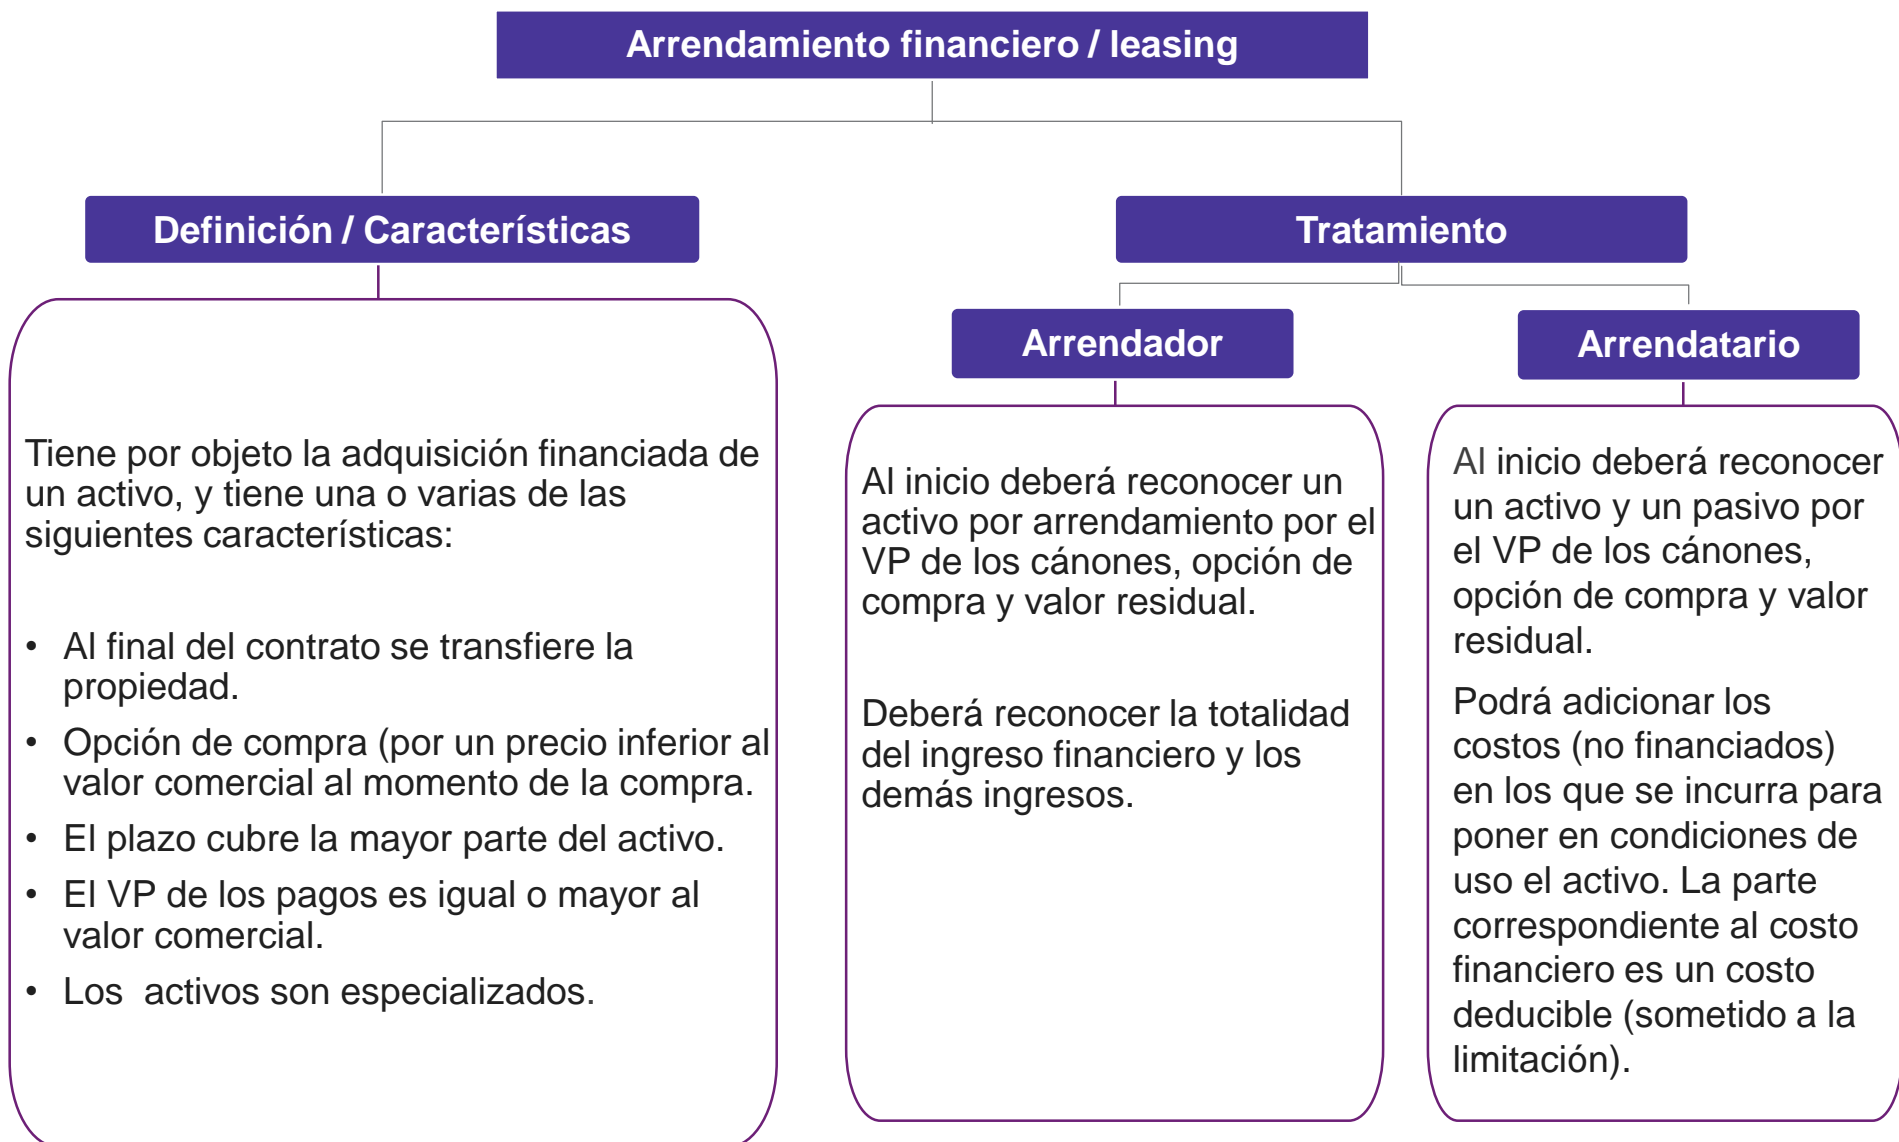 Arrendamiento financiero / leasing
Definición / Características
Tiene por objeto la adquisición financiada de
un activo, y tiene una o varias de las
siguientes características:
• Al final del contrato se transfiere la
propiedad.
• Opción de compra (por un precio inferior al
valor comercial al momento de la compra.
• El plazo cubre la mayor parte del activo.
• El VP de los pagos es igual o mayor al
valor comercial.
• Los  activos son especializados.
Tratamiento
Arrendador
Al inicio deberá reconocer un
activo por arrendamiento por el
VP de los cánones, opción de
compra y valor residual.
Deberá reconocer la totalidad
del ingreso financiero y los
demás ingresos.
Arrendatario
Al inicio deberá reconocer
un activo y un pasivo por
el VP de los cánones,
opción de compra y valor
residual.
Podrá adicionar los
costos (no financiados)
en los que se incurra para
poner en condiciones de
uso el activo. La parte
correspondiente al costo
financiero es un costo
deducible (sometido a la
limitación).